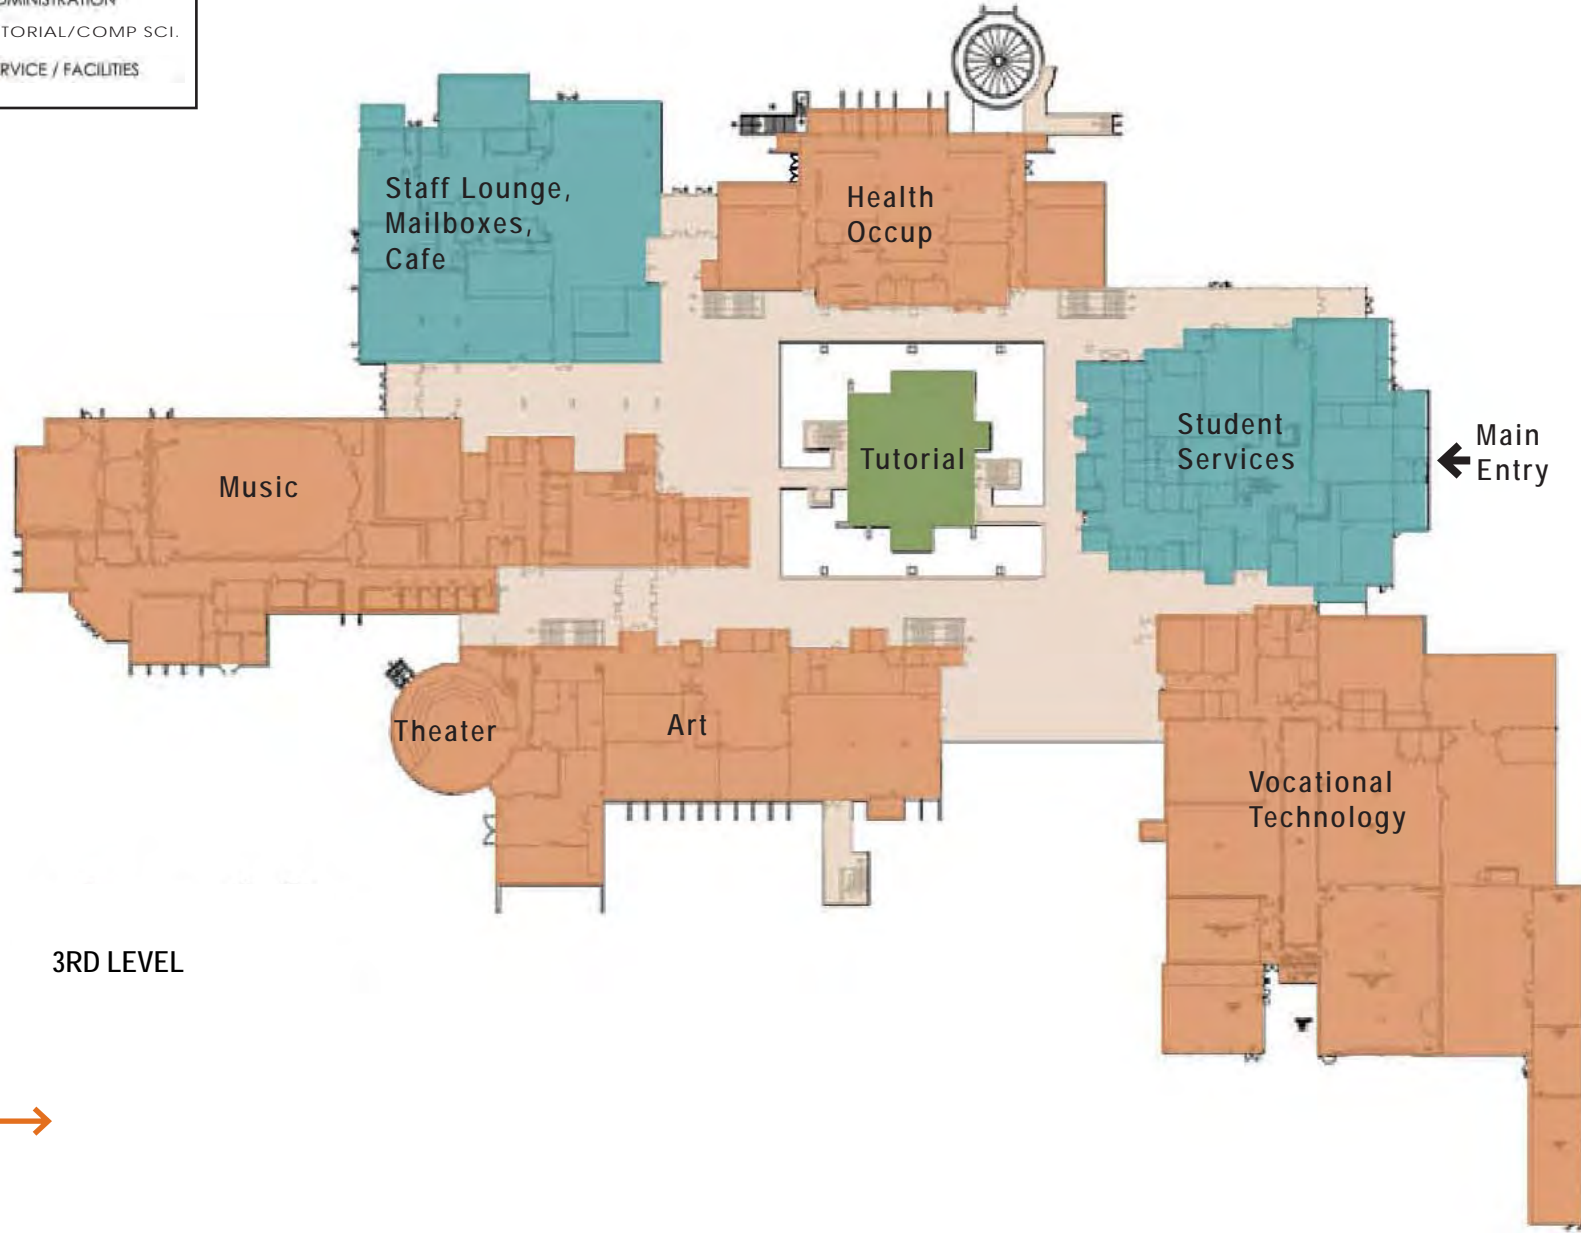 TORIAL/COMP SCI.
RVICE / FACILITIES
Staff Lounge,
Mailboxes,
Cafe
Health
Occup
Student
Services
Main
Entry
Tutorial
Music
Theater
Art
Vocational
Technology
3RD LEVEL